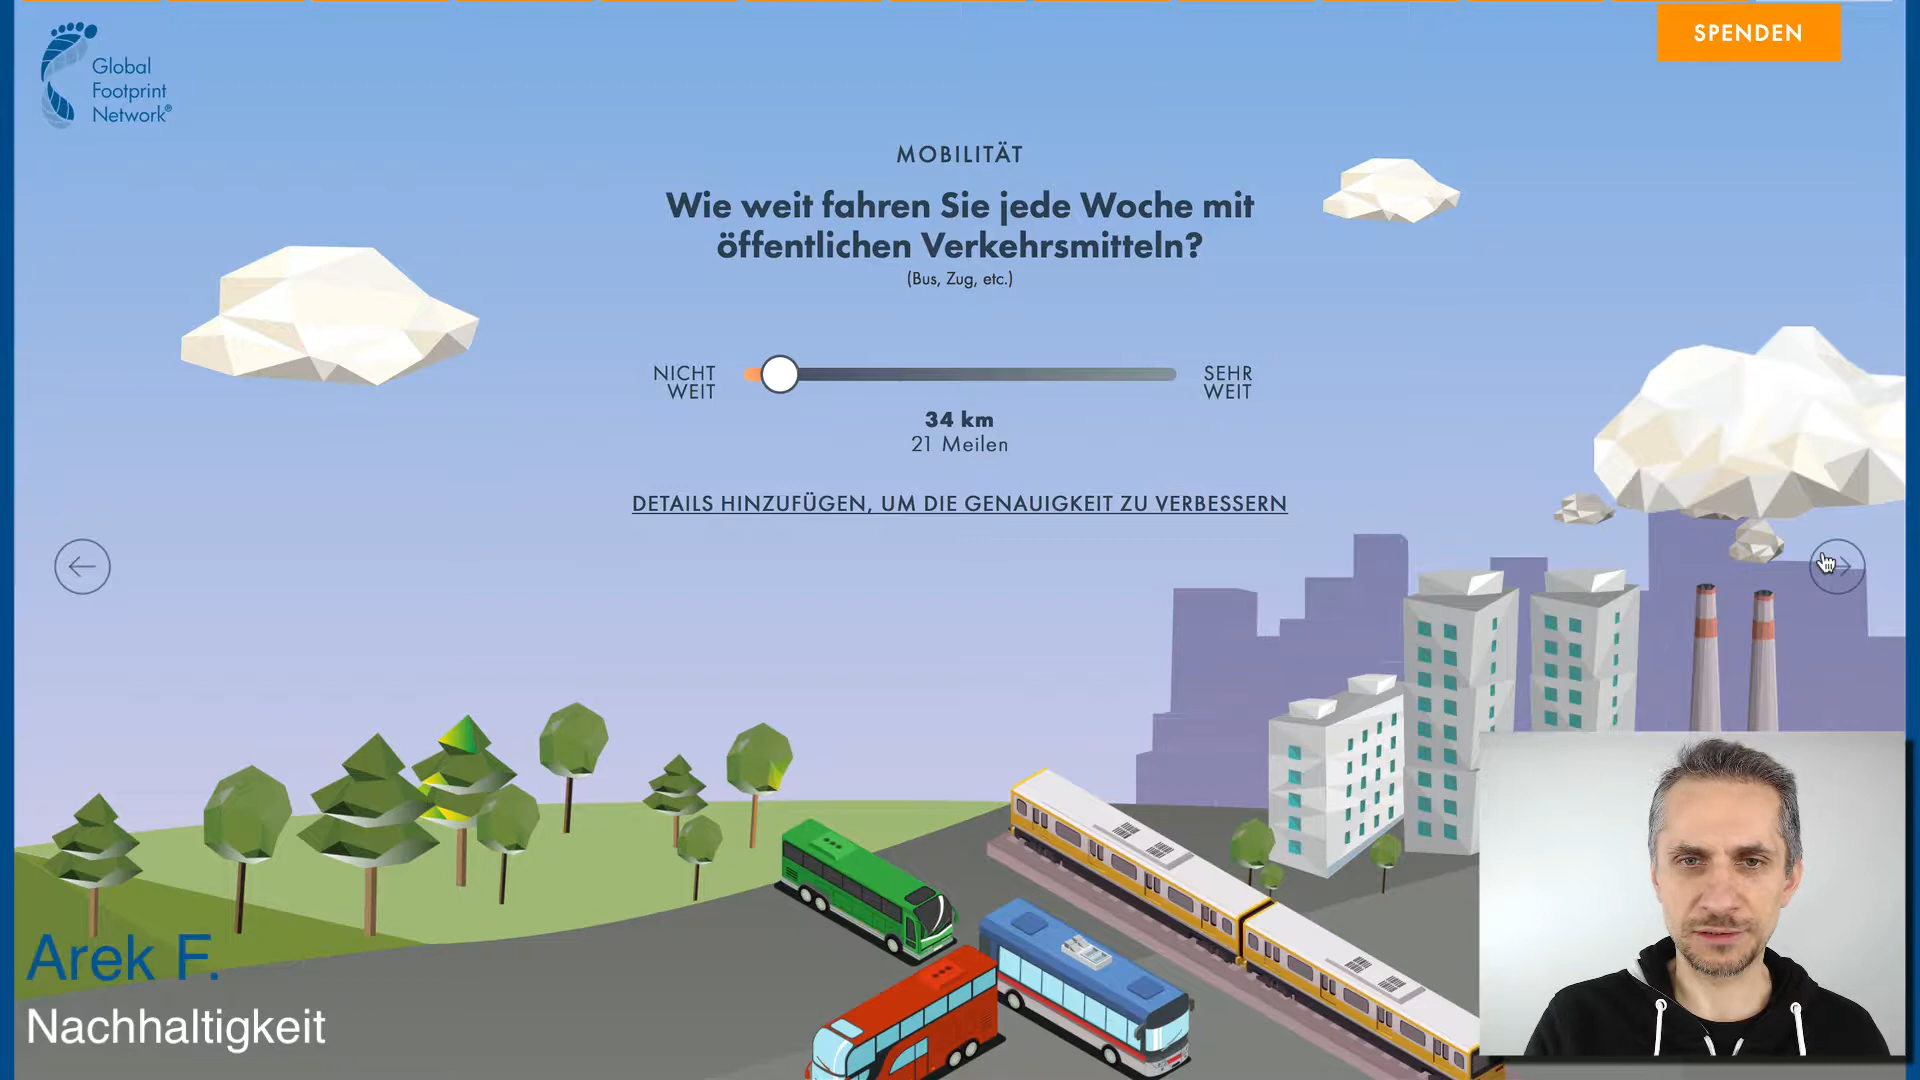 SPENDEN
Global
Footprint
Network®
MOBILITÄT
Wie weit fahren Sie jede Woche mit
öffentlichen Verkehrsmitteln?
(Bus, Zug, etc.)
NICHT
WEIT
SEHR
WEIT
34 km
21 Meilen
DETAILS HINZUFÜGEN, UM DIE GENAUIGKEIT ZU VERBESSERN
Arek F.
Nachhaltigkeit